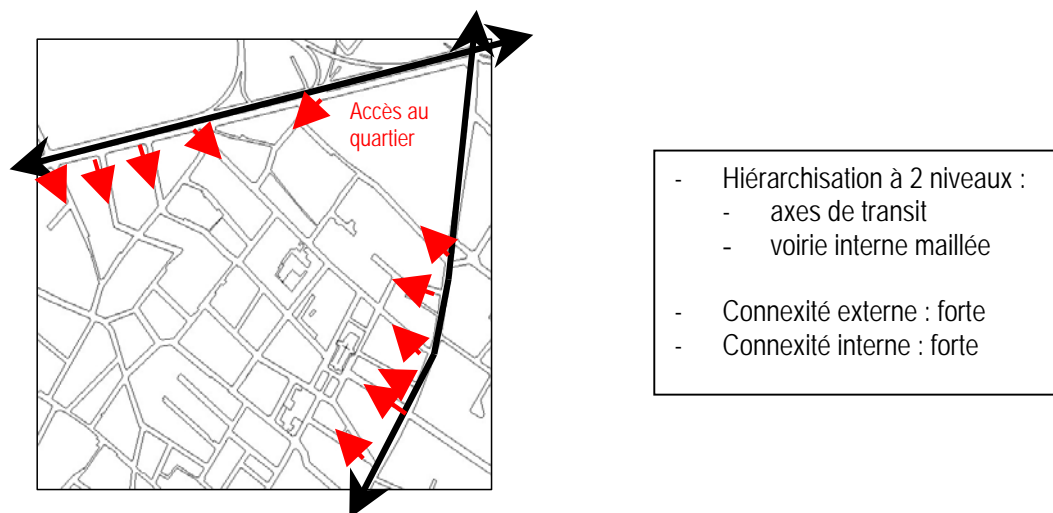 Accès au
quartier
- Hiérarchisation à 2 niveaux :
- axes de transit
- voirie interne maillée
- Connexité externe : forte
- Connexité interne : forte